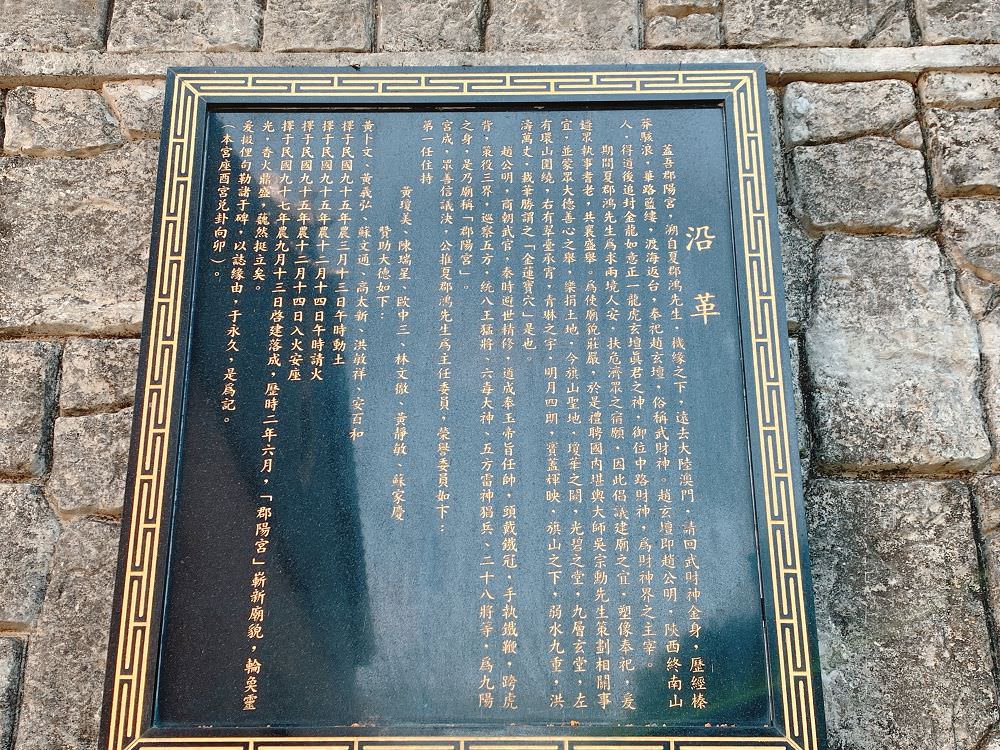 沿革
蓋吾郡陽宮，溯自夏郡鴻先生，機緣之下，遠去大陸澳門，請回武財神金身，歷經榛
莽駭浪，華路藍縷，渡海返台，奉祀趙玄壇，俗稱武財神。趙玄壇即趙公明，陝西終南山
人，得道後追封金龍如意正一龍虎玄壇真君之神，御位中路財神，為財神界之主宰。
期間夏郡鴻先生為求兩境人安，扶危濟眾之宿願，因此倡議建廟之宜，塑像奉祀，爰
執事耆老，共襄盛舉。為使廟貌莊嚴，於是禮聘國內堪輿大師吳宗勳先生策劃相關事
宜，並蒙眾大德善心之舉，樂捐土地，今旗山聖地，瓊華之闕，光碧之堂，九層玄堂，左
有環山圍繞，右有翠臺承霄，青琳之宇，明月四朗，寶蓋輝映，旗山之下，弱水九重，洪
濤萬丈，栽華勝謂之「金蓮寶穴」是也。
趙公明，商朝武官，秦時避世精修，道成奉玉帝旨任帥，頭戴鐵冠，手執鐵鞭，跨虎
背，策役三界，巡察五方，統八王猛將、六毒大神、五方雷神猖兵、二十八將等，為九陽
之身，是乃廟稱「郡陽宮」。
宮成，眾善信議決，公推夏郡鴻先生為主任委員，榮譽委員如下：
第一任住持
黃瓊美、陳瑞星、歐中三、林文徹、黃靜敏、蘇家慶
贊助大德如下：
黃卜文、黃義弘、蘇文通、高太新、洪敏祥、安百和
擇于民國九十五年農三月十三日午時動土
擇于民國九十五年農十二月十四日午時請火
擇于民國九十五年農十二月十四日入火安座
擇于民國九十七年農九月十三日啓建落成，歷時二年六月，「郡陽宮」嶄新廟貌，輪奐靈
光，香火鼎盛，巍然挺立矣。
爰掇俚句勒諸于碑，以誌緣由，于永久，是為記。
（本宮座酉宮兌卦向卯）。